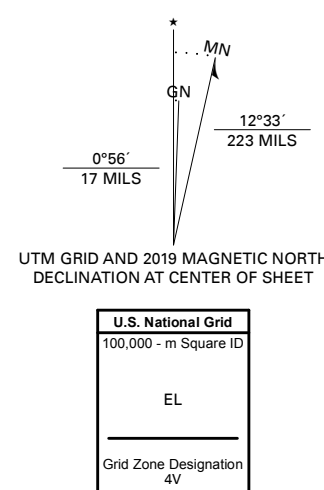 ★
MN
GN
12°33´
223 MILS
0°56´
17 MILS
UTM GRID AND 2019 MAGNETIC NORTH
DECLINATION AT CENTER OF SHEET
U.S. National Grid
100,000 - m Square ID
EL
Grid Zone Designation
4V